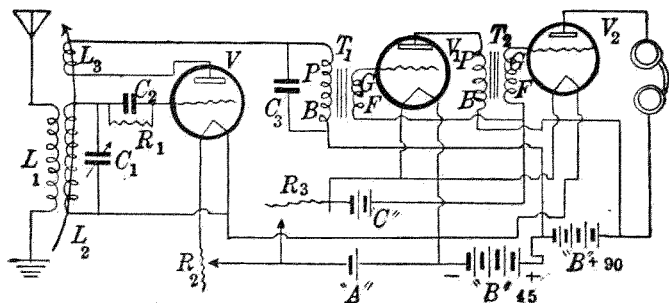 L3
V
C2
R1
C1
L1
L2
C3
P
B
T1
G
F
V1
P
B
T2
G
F
V2
R3
"C"
R2
"A"
- "B" 45 +
"B" + 90